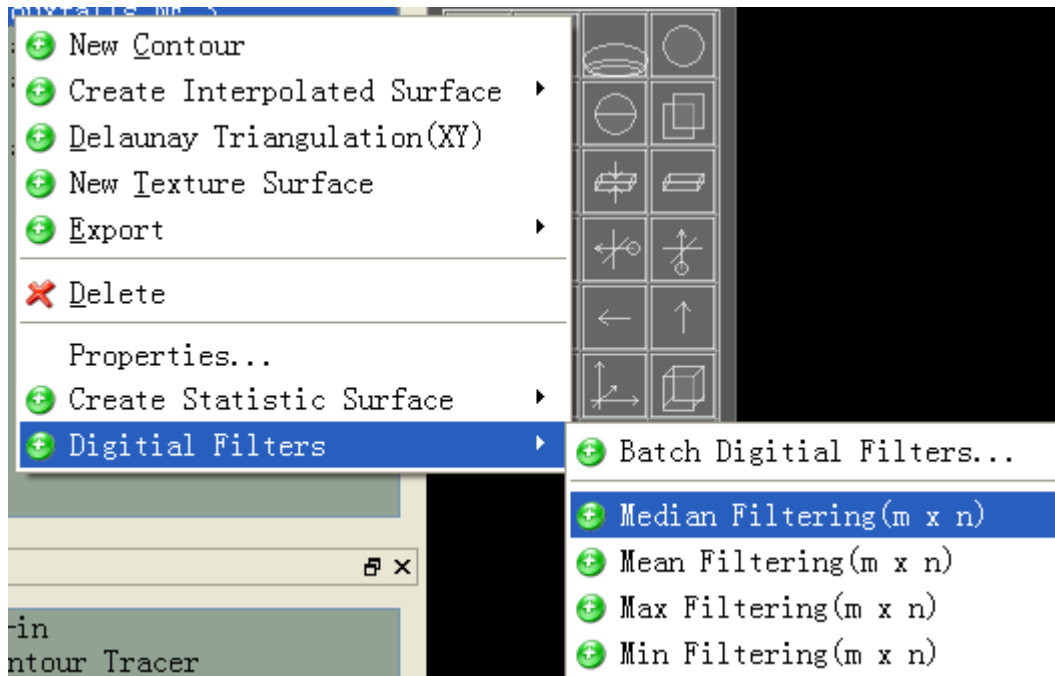 New Contour
Create Interpolated Surface
Delaunay Triangulation(XY)
New Texture Surface
Export
Delete
Properties...
Create Statistic Surface
Digitial Filters
Batch Digitial Filters...
Median Filtering(m x n)
Mean Filtering(m x n)
Max Filtering(m x n)
Min Filtering(m x n)
-in
ntour Tracer